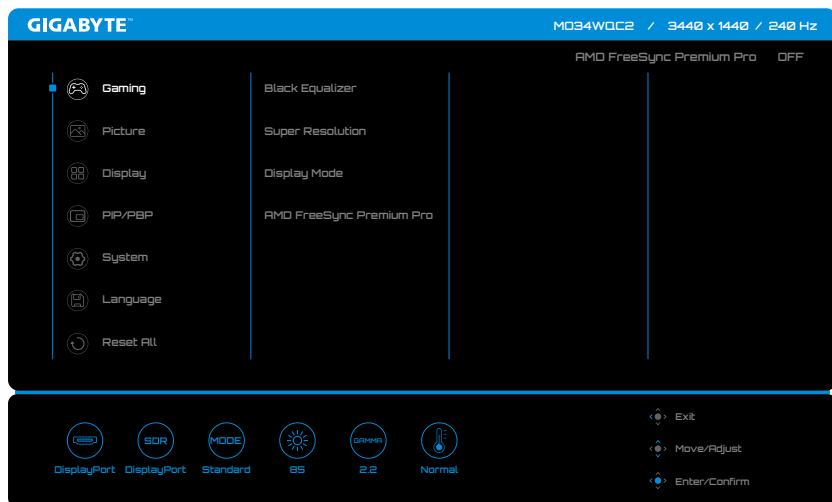 GIGABYTE™ MO34WQC2 / 3440 x 1440 / 240 Hz
AMD FreeSync Premium Pro OFF
Gaming Black Equalizer
Picture Super Resolution
Display Display Mode
PIP/PBP AMD FreeSync Premium Pro
System
Language
Reset All
SDR MODE GAMMA
DisplayPort DisplayPort Standard 85 2.2 Normal
Exit
Move/Adjust
Enter/Confirm